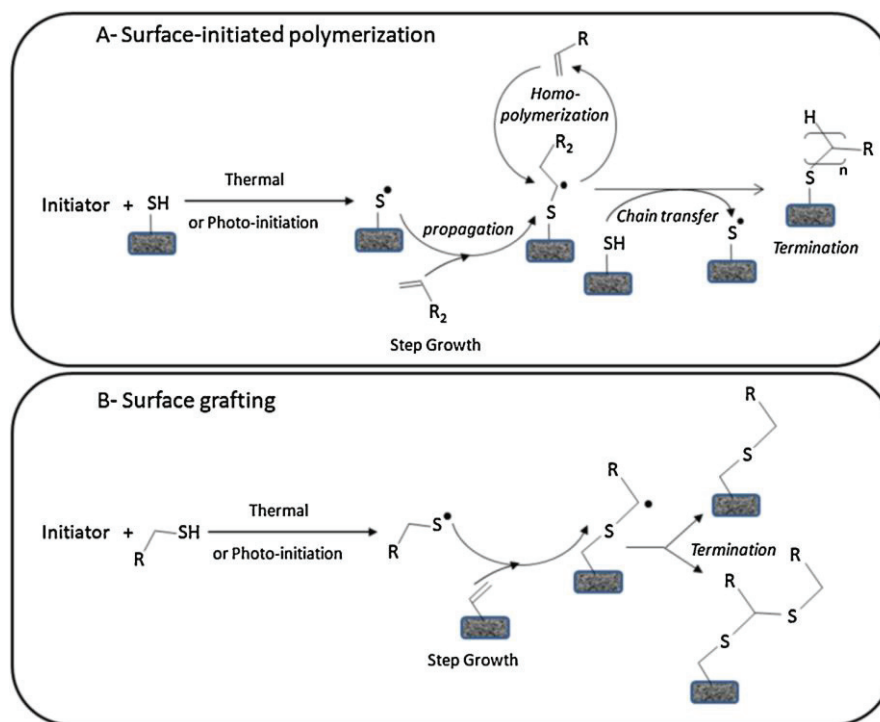 A- Surface-initiated polymerization
R
Homo-
polymerization
R2
H
R
n
S
Initiator + SH
Thermal
or Photo-initiation
S•
propagation
S
SH
Chain transfer
S•
Termination
R2
Step Growth
B- Surface grafting
R
S
R
Initiator + SH
R
Thermal
or Photo-initiation
S•
R
S
•
Termination
R
R
S
S
Step Growth